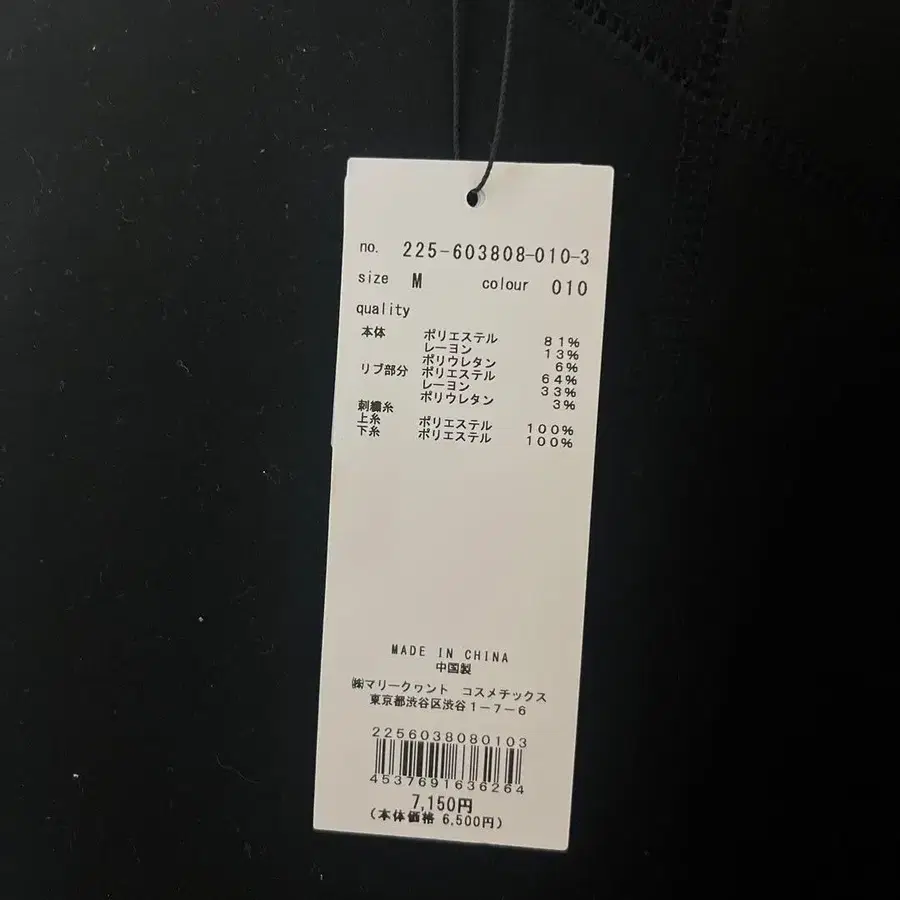 no. 225-603808-010-3
size M colour 010
quality
本体 ポリエステル 81%
レーヨン 13%
ポリウレタン 6%
リブ部分 ポリエステル 64%
レーヨン 33%
ポリウレタン 3%
刺繍糸
上糸 ポリエステル 100%
下糸 ポリエステル 100%
MADE IN CHINA
中国製
㈱マリークヮント コスメチックス
東京都渋谷区渋谷1-7-6
2256038080103
4537691636264
7,150円
(本体価格 6,500円)